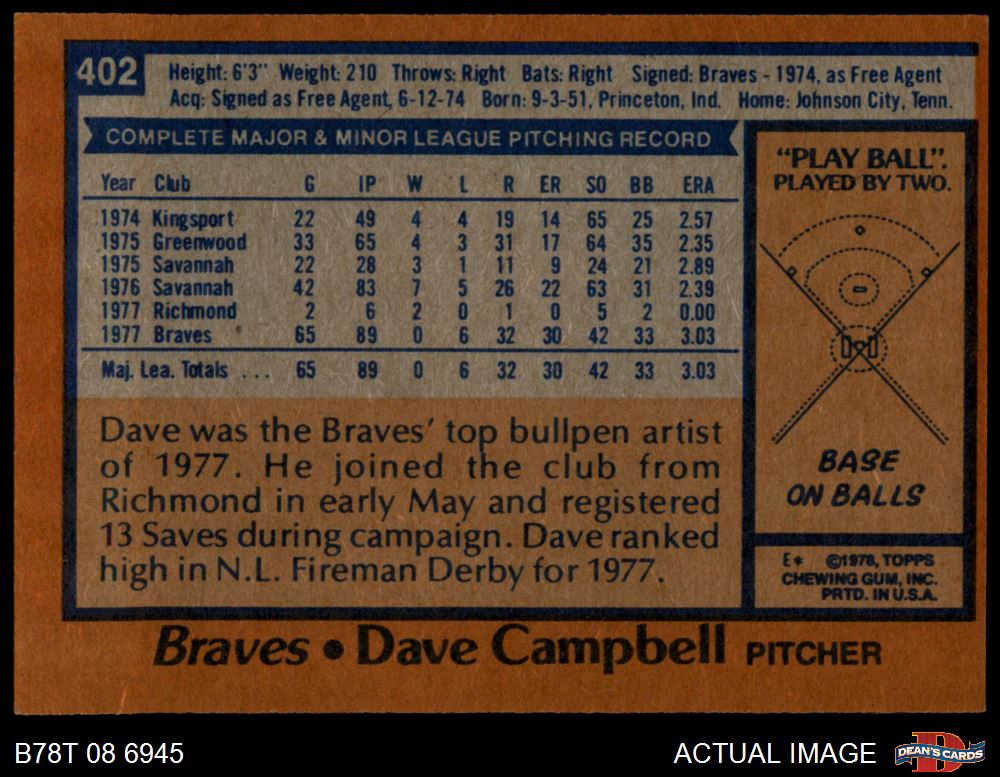 402
Height: 6'3" Weight: 210 Throws: Right Bats: Right Signed: Braves - 1974, as Free Agent
Acq: Signed as Free Agent, 6-12-74 Born: 9-3-51, Princeton, Ind. Home: Johnson City, Tenn.
COMPLETE MAJOR & MINOR LEAGUE PITCHING RECORD
Year Club G IP W L R ER SO BB ERA
1974 Kingsport 22 49 4 4 19 14 65 25 2.57
1975 Greenwood 33 65 4 3 31 17 64 35 2.35
1975 Savannah 22 28 3 1 11 9 24 21 2.89
1976 Savannah 42 83 7 5 26 22 63 31 2.39
1977 Richmond 2 6 2 0 1 0 5 2 0.00
1977 Braves 65 89 0 6 32 30 42 33 3.03
Maj. Lea. Totals ... 65 89 0 6 32 30 42 33 3.03
Dave was the Braves' top bullpen artist
of 1977. He joined the club from
Richmond in early May and registered
13 Saves during campaign. Dave ranked
high in N.L. Fireman Derby for 1977.
"PLAY BALL".
PLAYED BY TWO.
BASE
ON BALLS
E* ©1978, TOPPS
CHEWING GUM, INC.
PRTD. IN U.S.A.
Braves • Dave Campbell PITCHER
B78T 08 6945
ACTUAL IMAGE
D
DEAN'S CARDS